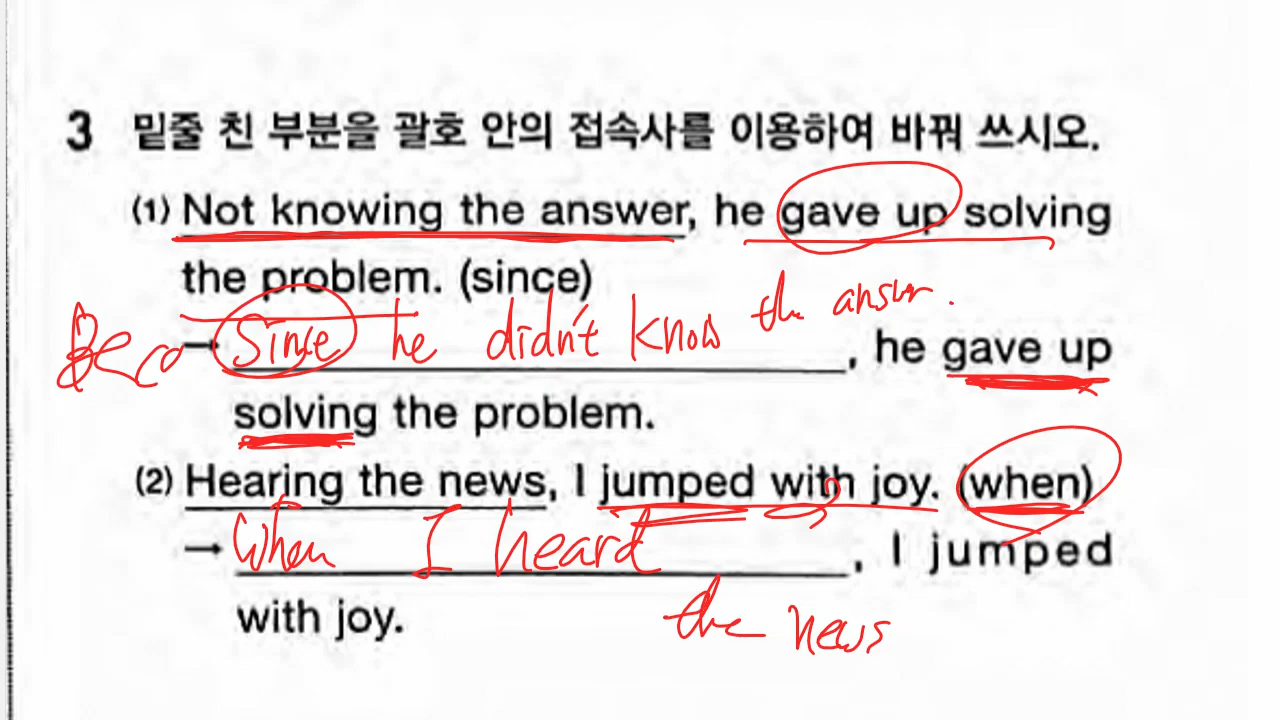 3 밑줄 친 부분을 괄호 안의 접속사를 이용하여 바꿔 쓰시오.
(1) Not knowing the answer, he gave up solving
the problem. (since)
the answer.
Beca
→ Since he didn't know , he gave up
solving the problem.
(2) Hearing the news, I jumped with joy. (when)
→ When I heard , I jumped
the news
with joy.